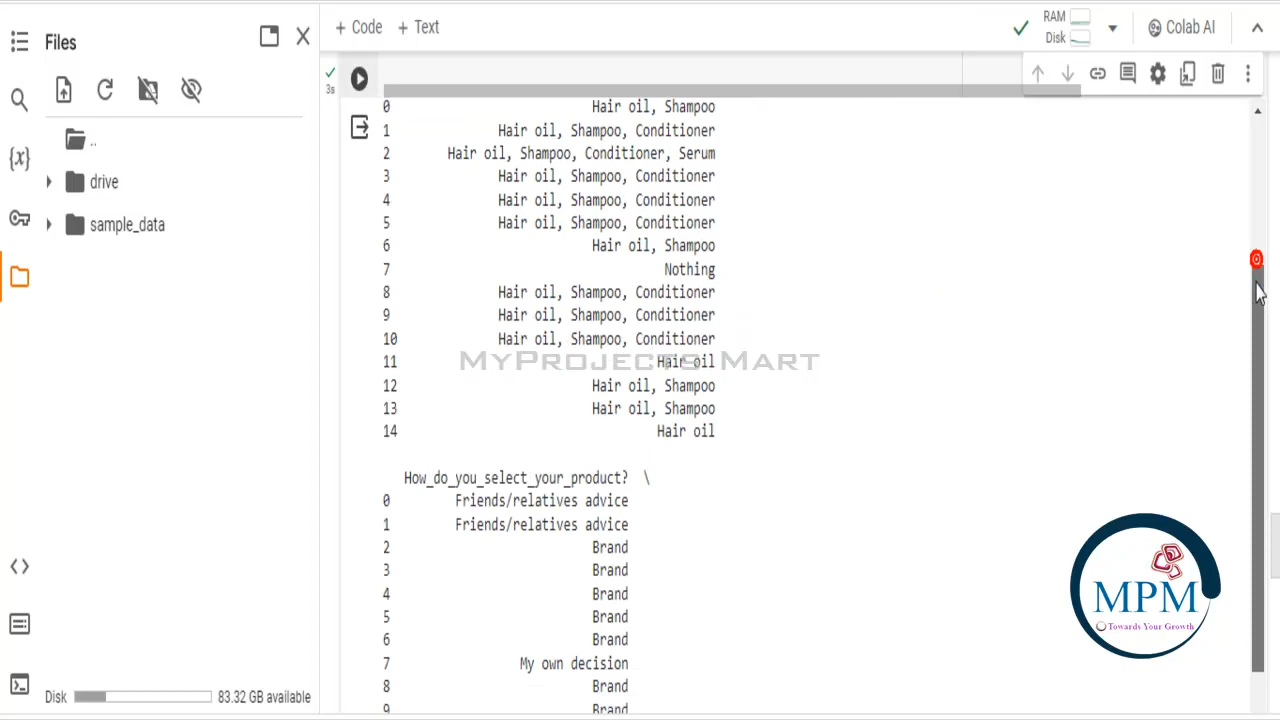 Files
+ Code + Text
RAM
Disk
Colab AI
3s
..
drive
sample_data
{x}
0 Hair oil, Shampoo
1 Hair oil, Shampoo, Conditioner
2 Hair oil, Shampoo, Conditioner, Serum
3 Hair oil, Shampoo, Conditioner
4 Hair oil, Shampoo, Conditioner
5 Hair oil, Shampoo, Conditioner
6 Hair oil, Shampoo
7 Nothing
8 Hair oil, Shampoo, Conditioner
9 Hair oil, Shampoo, Conditioner
10 Hair oil, Shampoo, Conditioner
11 Hair oil
MyProjects Mart
12 Hair oil, Shampoo
13 Hair oil, Shampoo
14 Hair oil
How_do_you_select_your_product? \
0 Friends/relatives advice
1 Friends/relatives advice
2 Brand
3 Brand
4 Brand
5 Brand
6 Brand
7 My own decision
8 Brand
9 Brand
MPM
Towards Your Growth
Disk 83.32 GB available